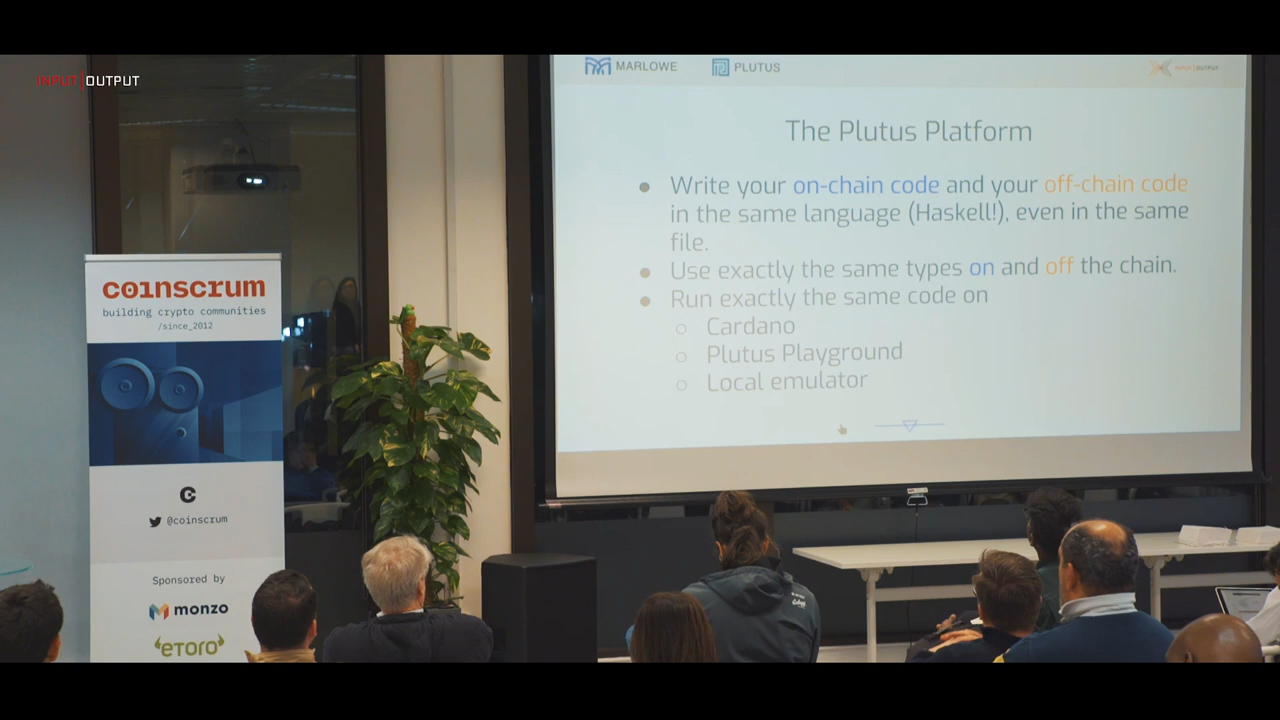 INPUT|OUTPUT
MARLOWE PLUTUS INPUT|OUTPUT
The Plutus Platform
● Write your on-chain code and your off-chain code
in the same language (Haskell!), even in the same
file.
● Use exactly the same types on and off the chain.
● Run exactly the same code on
○ Cardano
○ Plutus Playground
○ Local emulator
coinscrum
building crypto communities
/since_2012
@coinscrum
Sponsored by
monzo
eTORO